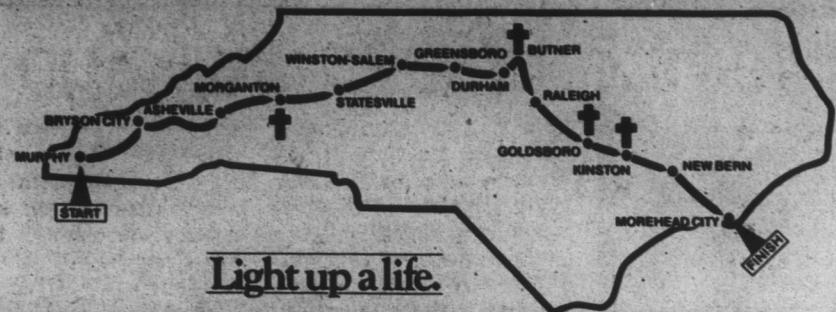 WINSTON-SALEM
GREENSBORO
BUTNER
DURHAM
MORGANTON
STATESVILLE
RALEIGH
BRYSON CITY
ASHEVILLE
MURPHY
START
GOLDSBORO
KINSTON
NEW BERN
MOREHEAD CITY
FINISH
Light up a life.